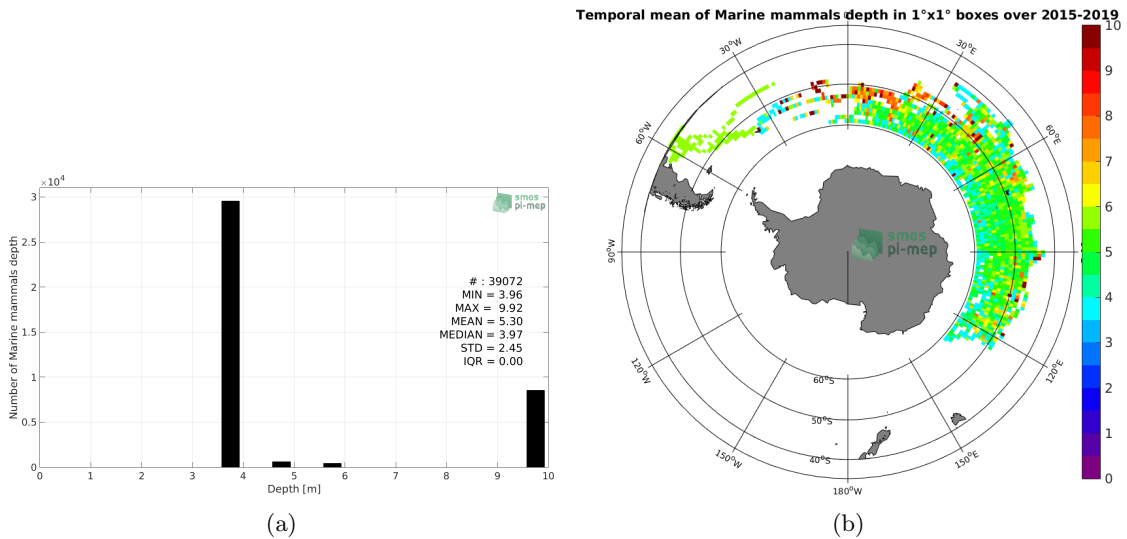 ×10⁴
3
2.5
2
1.5
1
0.5
0
0 1 2 3 4 5 6 7 8 9 10
Number of Marine mammals depth
Depth [m]
smos
pi-mep
# : 39072
MIN = 3.96
MAX = 9.92
MEAN = 5.30
MEDIAN = 3.97
STD = 2.45
IQR = 0.00
(a)
Temporal mean of Marine mammals depth in 1°x1° boxes over 2015-2019
0°
30°W
30°E
60°W
60°E
90°W
120°W
120°E
150°W
150°E
180°W
60°S
50°S
40°S
smos
pi-mep
10
9
8
7
6
5
4
3
2
1
0
(b)